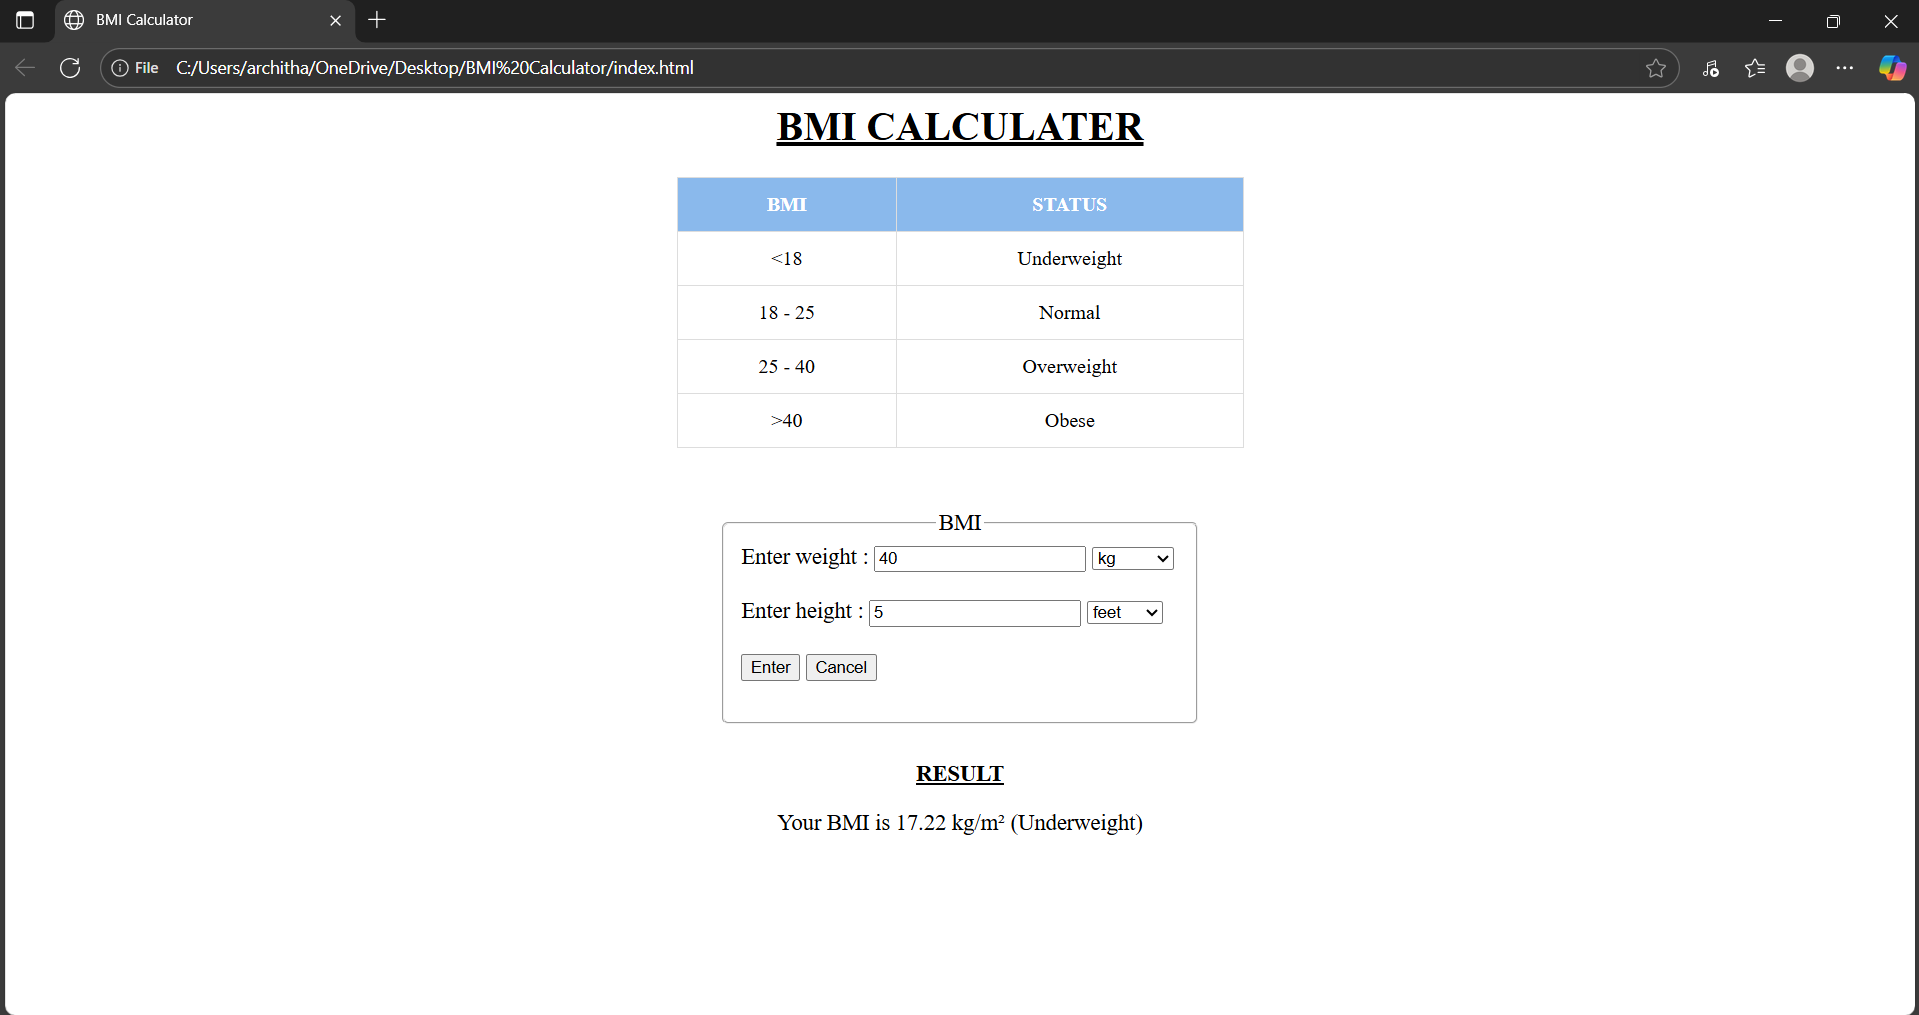 BMI Calculator
File C:/Users/architha/OneDrive/Desktop/BMI%20Calculator/index.html
BMI CALCULATER
BMI STATUS
<18 Underweight
18 - 25 Normal
25 - 40 Overweight
>40 Obese
BMI
Enter weight : 40 kg
Enter height : 5 feet
Enter Cancel
RESULT
Your BMI is 17.22 kg/m² (Underweight)